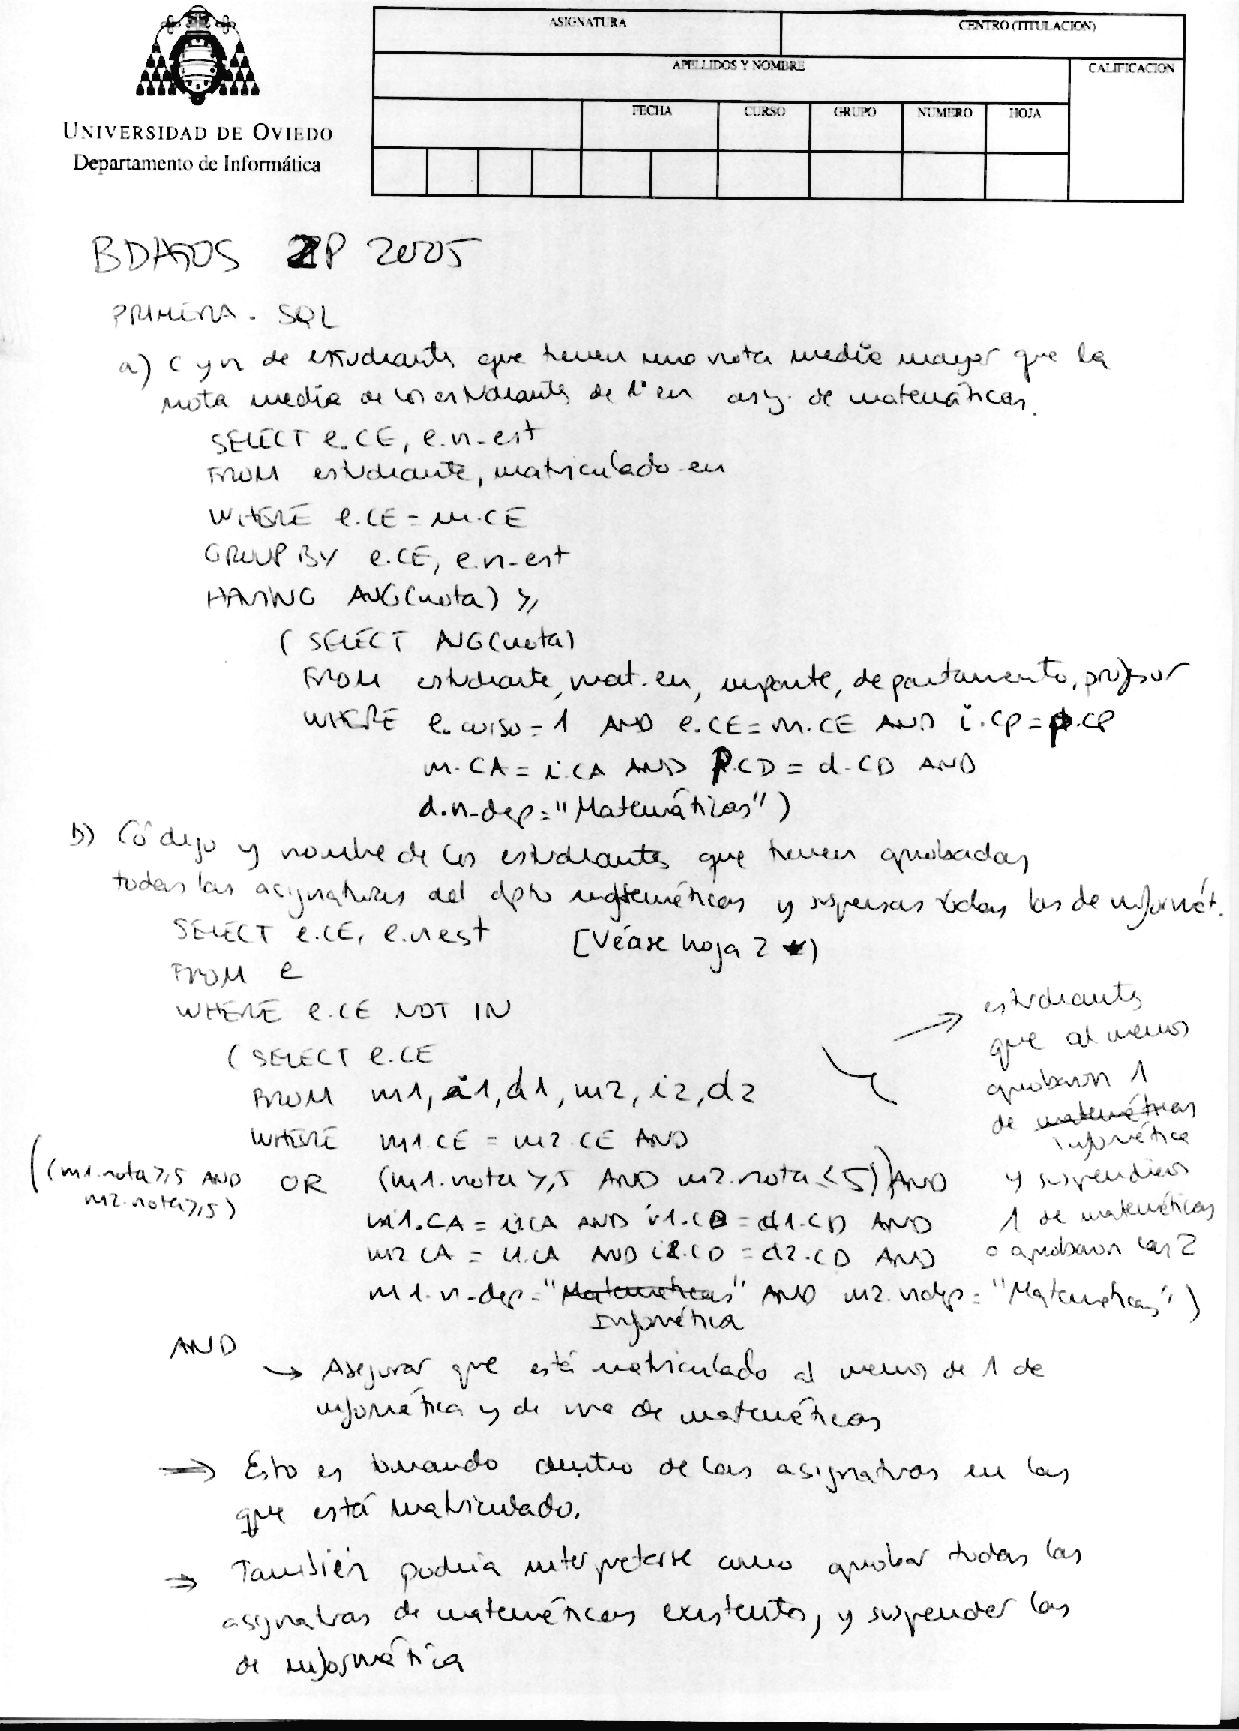 ASIGNATURA
CENTRO (TITULACION)
APELLIDOS Y NOMBRE
CALIFICACION
FECHA
CURSO
GRUPO
NUMERO
HOJA
UNIVERSIDAD DE OVIEDO
Departamento de Informática
BDATOS 2P 2005
PRIMERA. SQL
a) C y n de estudiantes que tienen una nota media mayor que la
nota media de los estudiantes de 1º en asig. de matemáticas.
SELECT e.CE, e.n-est
FROM estudiante, matriculado-en
WHERE e.CE = m.CE
GROUP BY e.CE, e.n-est
HAVING AVG(nota) >,
( SELECT AVG(nota)
FROM estudiante, mat.en, imparte, departamento, profesor
WHERE e.curso=1 AND e.CE=m.CE AND i.CP=p.CP
m.CA=i.CA AND p.CD=d.CD AND
d.n-dep="Matemáticas")
b) Código y nombre de los estudiantes que tienen aprobadas
todas las asignaturas del dpto matemáticas y suspensas todas las de informát.
SELECT e.CE, e.nest [Véase hoja 2 *)
FROM e
WHERE e.CE NOT IN
( SELECT e.CE
FROM m1, i1, d1, m2, i2, d2
WHERE m1.CE = m2.CE AND
((m1.nota>,5 AND OR (m1.nota >,5 AND m2.nota <5)) AND
m2.nota>,5)
m1.CA = i1.CA AND i1.CD=d1.CD AND
m2.CA = i1.CA AND i2.CD=d2.CD AND
m1.n-dep="Matemáticas" AND m2.ndep="Matemáticas")
Informática
estudiantes
que al menos
aprobaron 1
de matemáticas
informática
y suspendieron
1 de matemáticas
o aprobaron las 2
AND
→ Asegurar que está matriculado al menos de 1 de
informática y de una de matemáticas
⇒ Esto es buscando dentro de las asignaturas en las
que está matriculado.
⇒ También podría interpretarse como aprobar todas las
asignaturas de matemáticas existentes, y suspender las
de informática